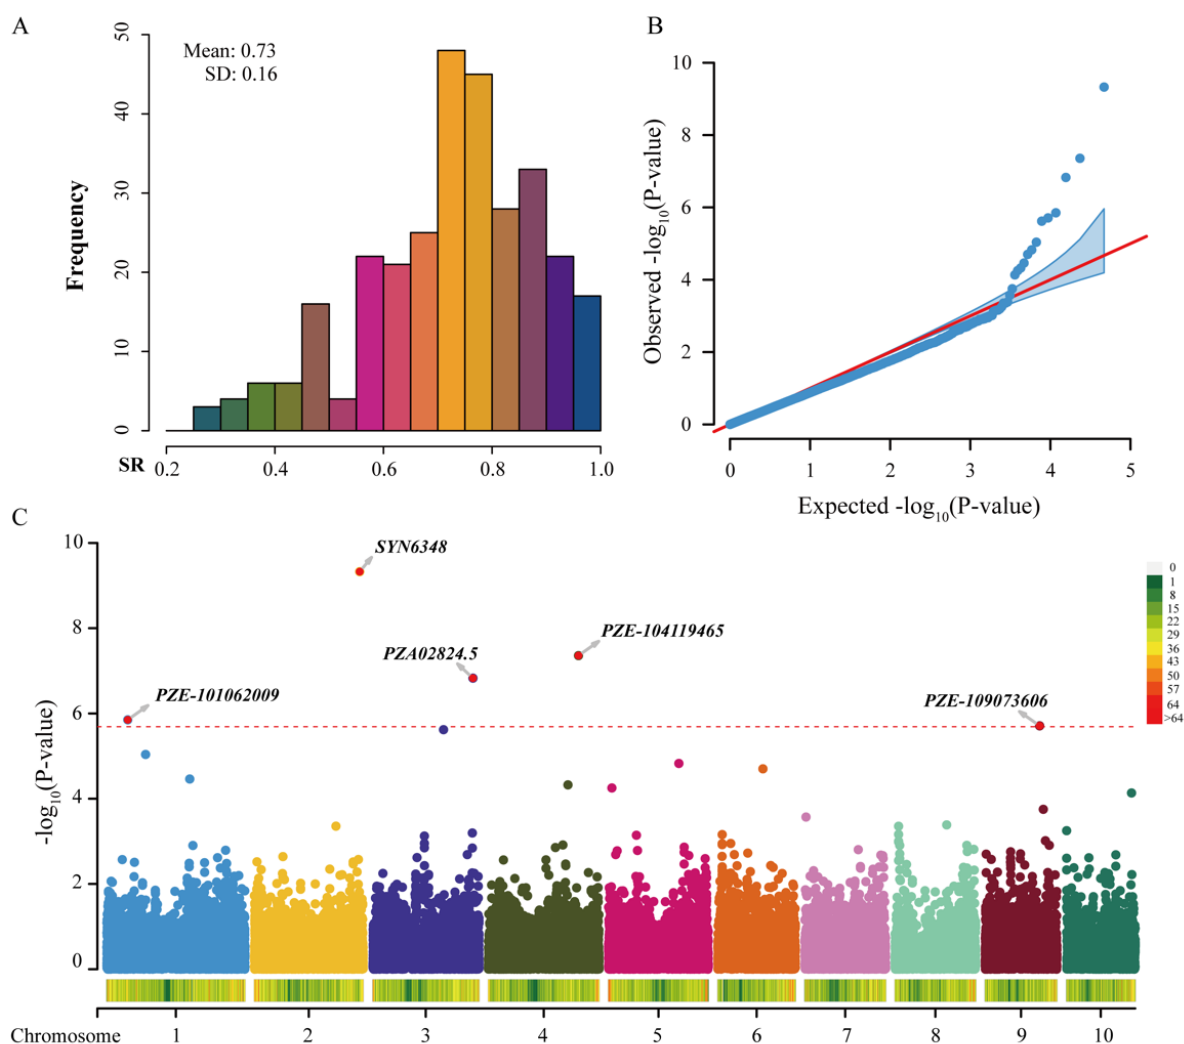 A
Mean: 0.73
SD: 0.16
Frequency
50
40
30
20
10
0
SR
0.2 0.4 0.6 0.8 1.0
B
Observed -log10(P-value)
10
8
6
4
2
0
0 1 2 3 4 5
Expected -log10(P-value)
C
-log10(P-value)
10
8
6
4
2
0
SYN6348
PZE-104119465
PZA02824.5
PZE-101062009
PZE-109073606
0
1
8
15
22
29
36
43
50
57
64
>64
Chromosome 1 2 3 4 5 6 7 8 9 10